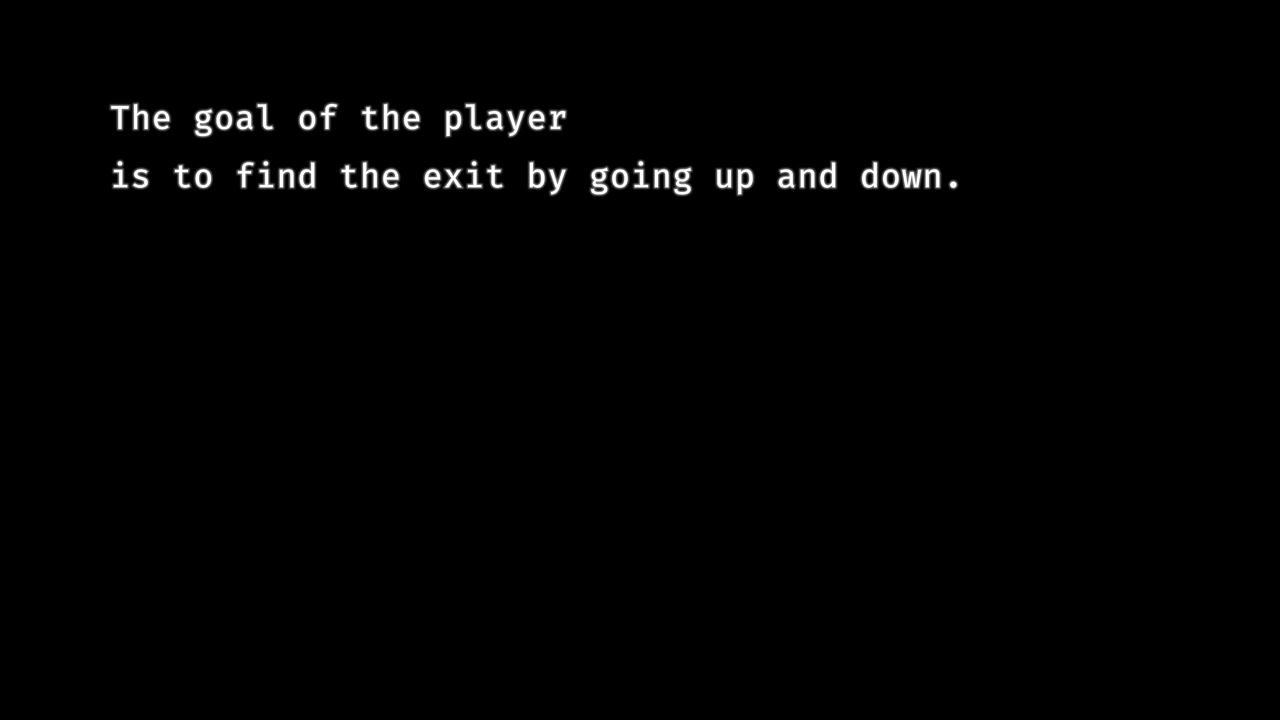 The goal of the player
is to find the exit by going up and down.